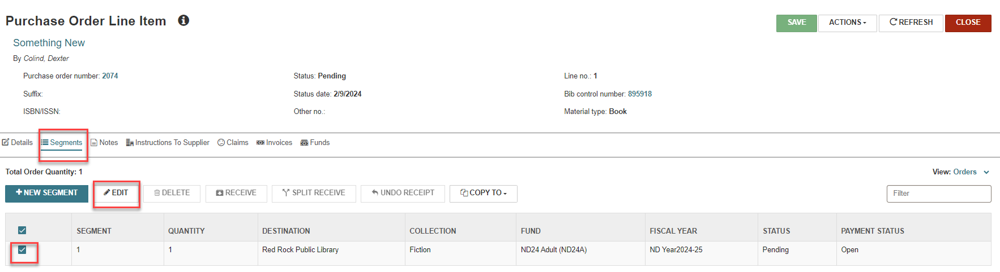 Purchase Order Line Item
SAVE ACTIONS REFRESH CLOSE
Something New
By Colind, Dexter
Purchase order number: 2074 Status: Pending Line no.: 1
Suffix: Status date: 2/9/2024 Bib control number: 895918
ISBN/ISSN: Other no.: Material type: Book
Details Segments Notes Instructions To Supplier Claims Invoices Funds
Total Order Quantity: 1 View: Orders
+NEW SEGMENT EDIT DELETE RECEIVE SPLIT RECEIVE UNDO RECEIPT COPY TO Filter
SEGMENT QUANTITY DESTINATION COLLECTION FUND FISCAL YEAR STATUS PAYMENT STATUS
1 1 Red Rock Public Library Fiction ND24 Adult (ND24A) ND Year2024-25 Pending Open